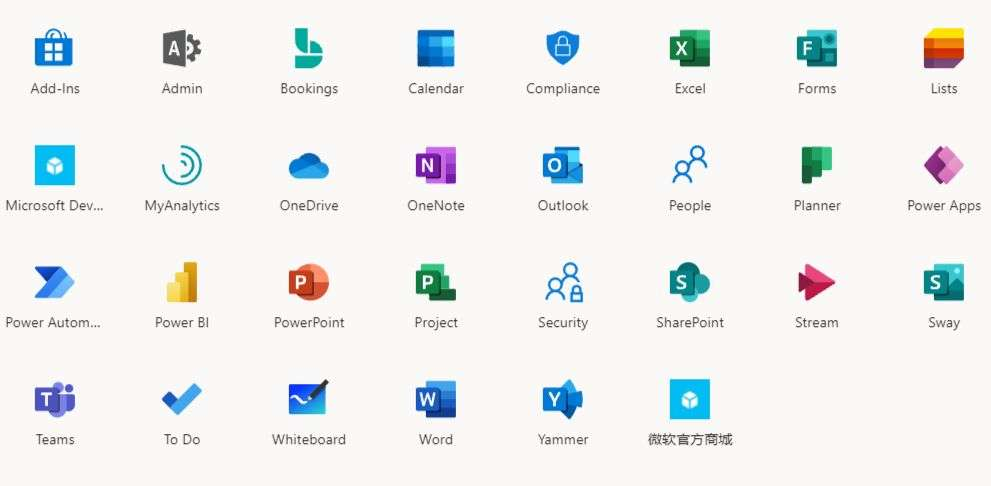 Add-Ins
Admin
Bookings
Calendar
Compliance
Excel
Forms
Lists
Microsoft Dev...
MyAnalytics
OneDrive
OneNote
Outlook
People
Planner
Power Apps
Power Autom...
Power BI
PowerPoint
Project
Security
SharePoint
Stream
Sway
Teams
To Do
Whiteboard
Word
Yammer
微软官方商城